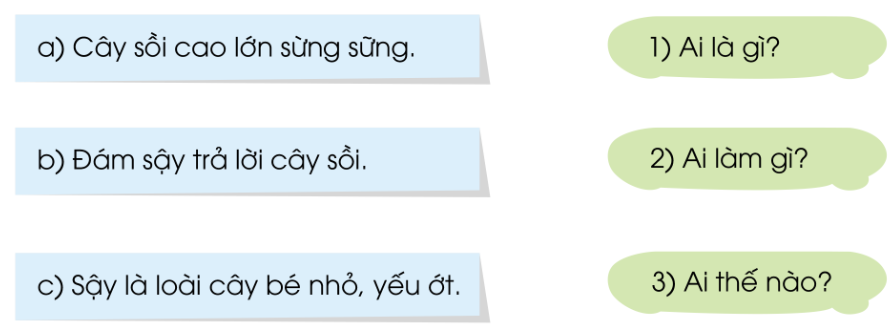 a) Cây sồi cao lớn sừng sững.
1) Ai là gì?
b) Đám sậy trả lời cây sồi.
2) Ai làm gì?
c) Sậy là loài cây bé nhỏ, yếu ớt.
3) Ai thế nào?